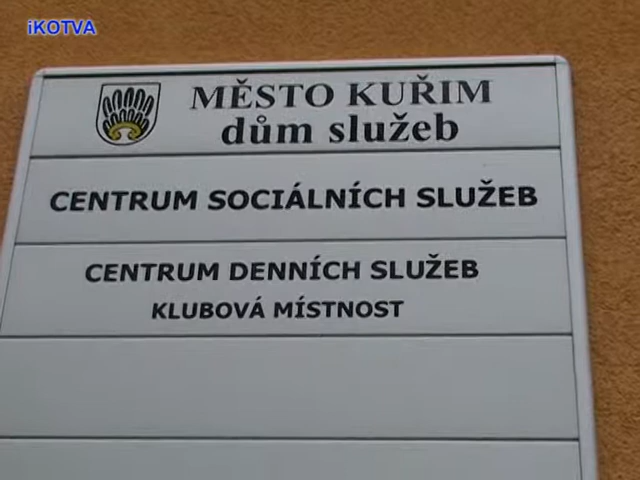 iKOTVA
MĚSTO KUŘIM
dům služeb
CENTRUM SOCIÁLNÍCH SLUŽEB
CENTRUM DENNÍCH SLUŽEB
KLUBOVÁ MÍSTNOST